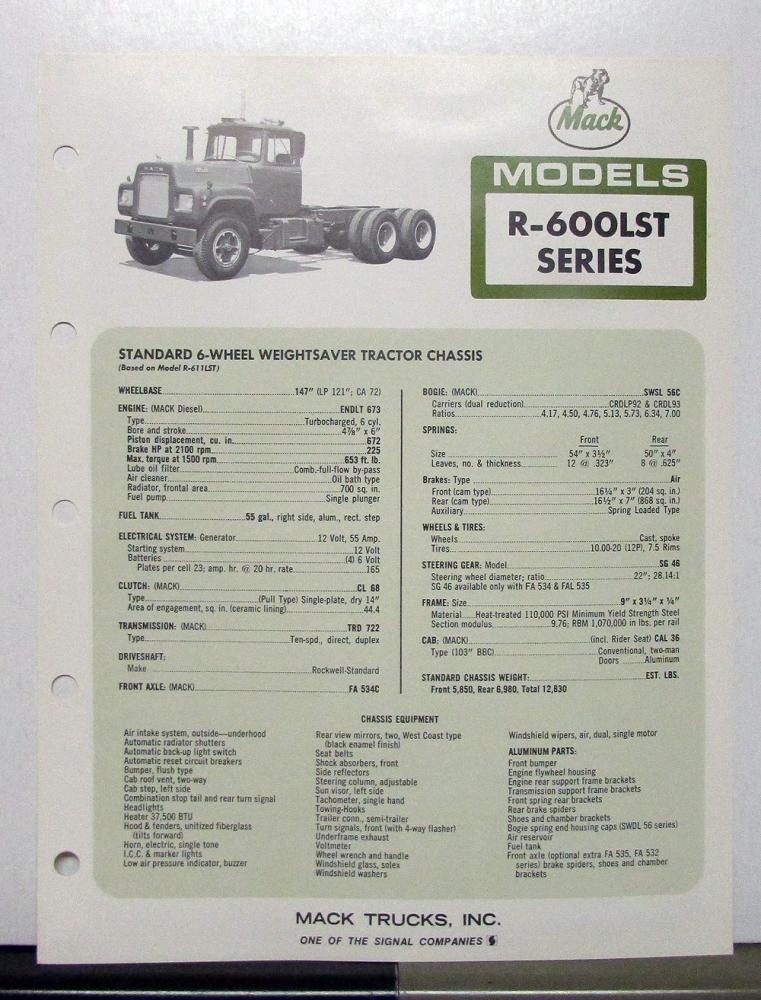 Mack
MODELS
R-600LST
SERIES
STANDARD 6-WHEEL WEIGHTSAVER TRACTOR CHASSIS
(Based on Model R-611LST)
WHEELBASE 147" (LP 121"; CA 72)
ENGINE: (MACK Diesel) ENDLT 673
Type Turbocharged, 6 cyl.
Bore and stroke 4⅞" x 6"
Piston displacement, cu. in. 672
Brake HP at 2100 rpm 225
Max. torque at 1500 rpm 653 ft. lb.
Lube oil filter Comb.-full-flow by-pass
Air cleaner Oil bath type
Radiator, frontal area 700 sq. in.
Fuel pump Single plunger
FUEL TANK 55 gal., right side, alum., rect. step
ELECTRICAL SYSTEM: Generator 12 Volt, 55 Amp.
Starting system 12 Volt
Batteries (4) 6 Volt
Plates per cell 23; amp. hr. @ 20 hr. rate 165
CLUTCH: (MACK) CL 68
Type (Pull Type) Single-plate, dry 14"
Area of engagement, sq. in. (ceramic lining) 44.4
TRANSMISSION: (MACK) TRD 722
Type Ten-spd., direct, duplex
DRIVESHAFT:
Make Rockwell-Standard
FRONT AXLE: (MACK) FA 534C
BOGIE: (MACK) SWSL 56C
Carriers (dual reduction) CRDLP92 & CRDL93
Ratios 4.17, 4.50, 4.76, 5.13, 5.73, 6.34, 7.00
SPRINGS:
Front Rear
Size 54" x 3½" 50" x 4"
Leaves, no. & thickness 12 @ .323" 8 @ .625"
Brakes: Type Air
Front (cam type) 16¼" x 3" (204 sq. in.)
Rear (cam type) 16½" x 7" (868 sq. in.)
Auxiliary Spring Loaded Type
WHEELS & TIRES:
Wheels Cast, spoke
Tires 10.00-20 (12P), 7.5 Rims
STEERING GEAR: Model SG 46
Steering wheel diameter; ratio 22"; 28.14:1
SG 46 available only with FA 534 & FAL 535
FRAME: Size 9" x 3¼" x ¼"
Material Heat-treated 110,000 PSI Minimum Yield Strength Steel
Section modulus 9.76; RBM 1,070,000 in lbs. per rail
CAB: (MACK) (incl. Rider Seat) CAL 36
Type (103" BBC) Conventional, two-man
Doors Aluminum
STANDARD CHASSIS WEIGHT: EST. LBS.
Front 5,850, Rear 6,980, Total 12,830
CHASSIS EQUIPMENT
Air intake system, outside—underhood
Automatic radiator shutters
Automatic back-up light switch
Automatic reset circuit breakers
Bumper, flush type
Cab roof vent, two-way
Cab step, left side
Combination stop tail and rear turn signal
Headlights
Heater 37,500 BTU
Hood & fenders, unitized fiberglass
(tilts forward)
Horn, electric, single tone
I.C.C. & marker lights
Low air pressure indicator, buzzer
Rear view mirrors, two, West Coast type
(black enamel finish)
Seat belts
Shock absorbers, front
Side reflectors
Steering column, adjustable
Sun visor, left side
Tachometer, single hand
Towing-Hooks
Trailer conn., semi-trailer
Turn signals, front (with 4-way flasher)
Underframe exhaust
Voltmeter
Wheel wrench and handle
Windshield glass, solex
Windshield washers
Windshield wipers, air, dual, single motor
ALUMINUM PARTS:
Front bumper
Engine flywheel housing
Engine rear support frame brackets
Transmission support frame brackets
Front spring rear brackets
Rear brake spiders
Shoes and chamber brackets
Bogie spring end housing caps (SWDL 56 series)
Air reservoir
Fuel tank
Front axle (optional extra FA 535, FA 532
series) brake spiders, shoes and chamber
brackets
MACK TRUCKS, INC.
ONE OF THE SIGNAL COMPANIES